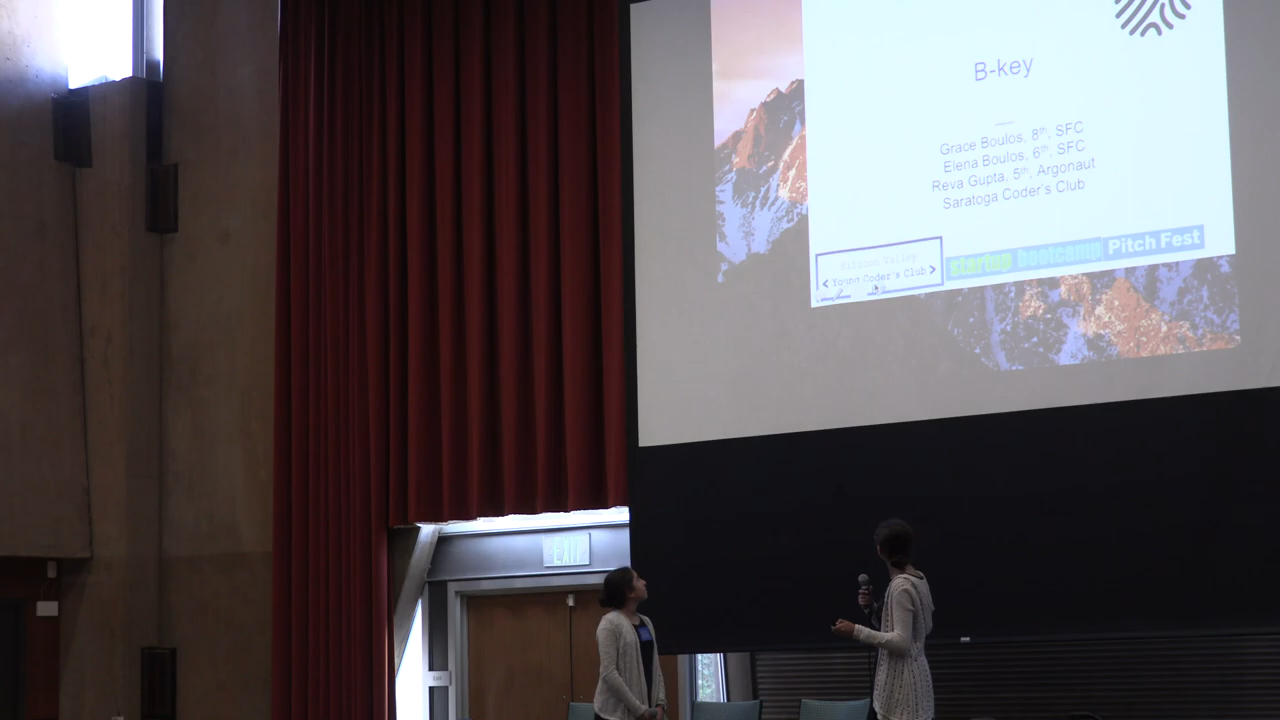 B-key
Grace Boulos, 8th, SFC
Elena Boulos, 6th, SFC
Reva Gupta, 5th, Argonaut
Saratoga Coder's Club
Silicon Valley
< Young Coder's Club >
startup bootcamp Pitch Fest
EXIT
Exit